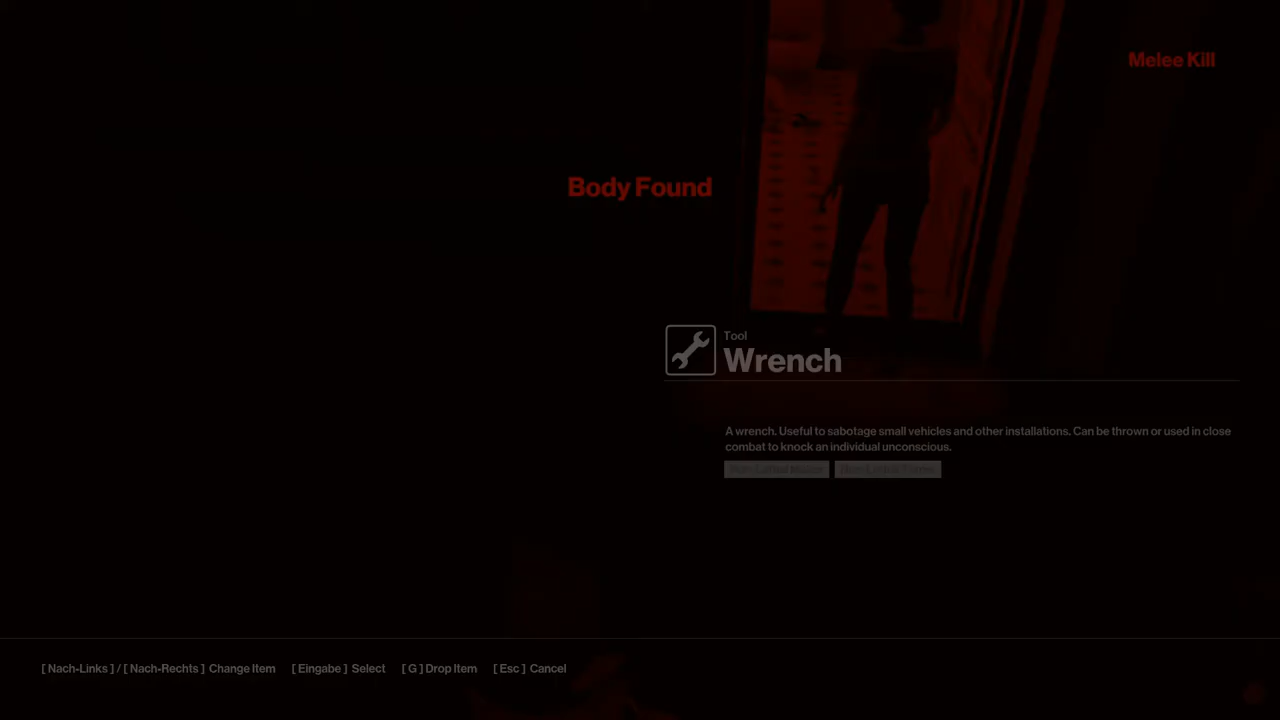 Melee Kill
Body Found
Tool
Wrench
A wrench. Useful to sabotage small vehicles and other installations. Can be thrown or used in close
combat to knock an individual unconscious.
[ Nach-Links ] / [ Nach-Rechts ] Change Item [ Eingabe ] Select [ G ] Drop Item [ Esc ] Cancel